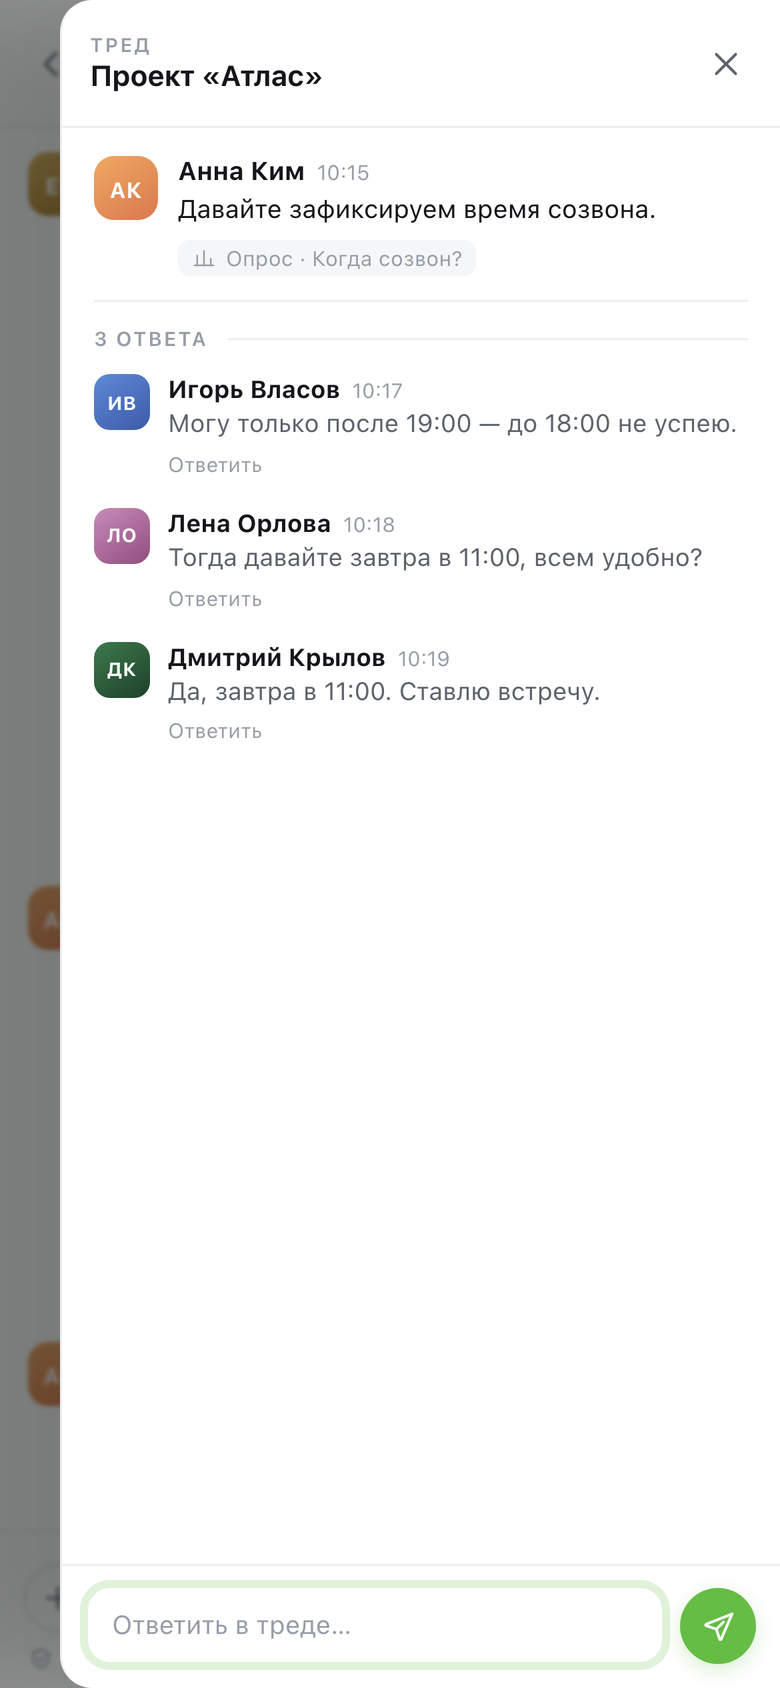 ТРЕД
Проект «Атлас»
АК
Анна Ким 10:15
Давайте зафиксируем время созвона.
Опрос · Когда созвон?
3 ОТВЕТА
ИВ
Игорь Власов 10:17
Могу только после 19:00 — до 18:00 не успею.
Ответить
ЛО
Лена Орлова 10:18
Тогда давайте завтра в 11:00, всем удобно?
Ответить
ДК
Дмитрий Крылов 10:19
Да, завтра в 11:00. Ставлю встречу.
Ответить
Ответить в треде...